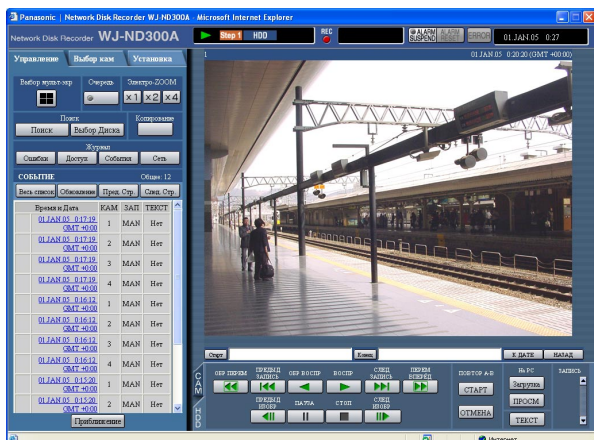 Panasonic | Network Disk Recorder WJ-ND300A - Microsoft Internet Explorer
Network Disk Recorder WJ-ND300A
Stop 1 HDD
REC
ALARM SUSPEND
ALARM RESET
ERROR
01.JAN.05 0:27
Управление Выбор кам Установка
Выбор мульт-экр Очередь Электро-ZOOM
x 1 x 2 x 4
Поиск Копирование
Поиск Выбор Диска
Журнал
Ошибки Доступ События Сеть
СОБЫТИЕ Общее: 12
Весь список Обновление Пред. Стр. След. Стр.
Время и Дата КАМ ЗАП ТЕКСТ
01.JAN.05 0:17:19 GMT +0:00 1 MAN Нет
01.JAN.05 0:17:19 GMT +0:00 2 MAN Нет
01.JAN.05 0:17:19 GMT +0:00 3 MAN Нет
01.JAN.05 0:17:19 GMT +0:00 4 MAN Нет
01.JAN.05 0:16:12 GMT +0:00 1 MAN Нет
01.JAN.05 0:16:12 GMT +0:00 2 MAN Нет
01.JAN.05 0:16:12 GMT +0:00 3 MAN Нет
01.JAN.05 0:16:12 GMT +0:00 4 MAN Нет
01.JAN.05 0:15:20 GMT +0:00 1 MAN Нет
01.JAN.05 0:15:20 GMT +0:00 2 MAN Нет
Приближение
1 01.JAN.05 0:20:20 (GMT +00:00)
Старт Конец К ДАТЕ НАЗАД
CAM
HDD
ОБР ПЕРЕМ
ПРЕДЫД ЗАПИСЬ
ОБР ВОСПР
ВОСПР
СЛЕД ЗАПИСЬ
ПЕРЕМ ВПЕРЁД
ПРЕДЫД ИЗОБР
ПАУЗА
СТОП
СЛЕД ИЗОБР
ПОВТОР A-B
СТАРТ
ОТМЕНА
На PC
Загрузка
ПРОСМ
ТЕКСТ
ЗАПИСЬ
Интернет